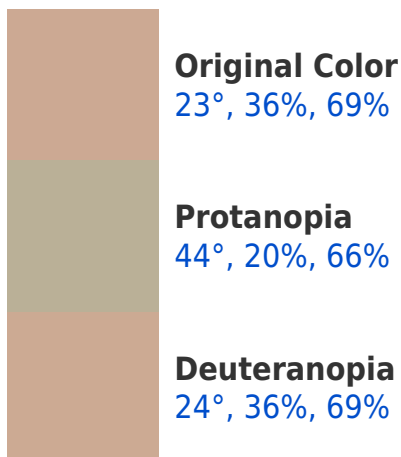 Original Color
23°, 36%, 69%
Protanopia
44°, 20%, 66%
Deuteranopia
24°, 36%, 69%